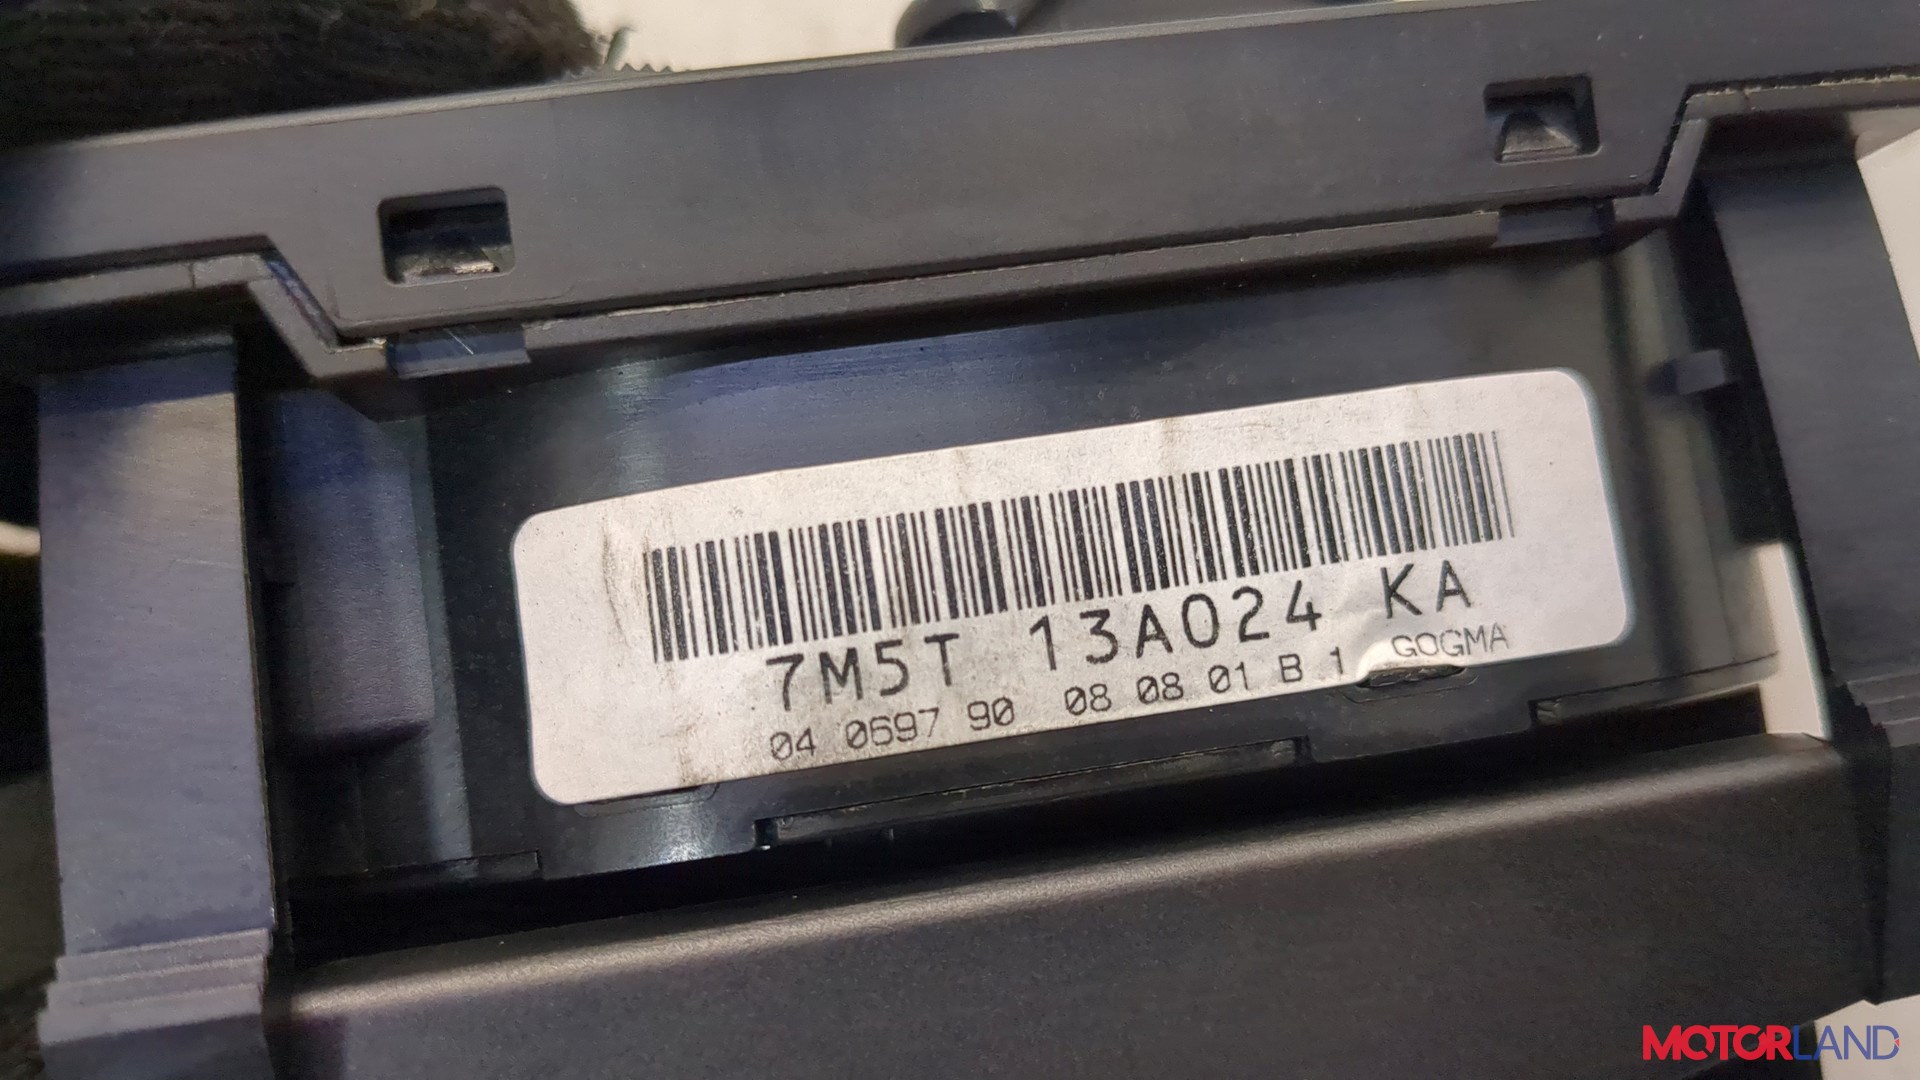 7M5T 13A024 KA
04 0697 90 08 08 01 B 1 GOGMA
MOTORLAND